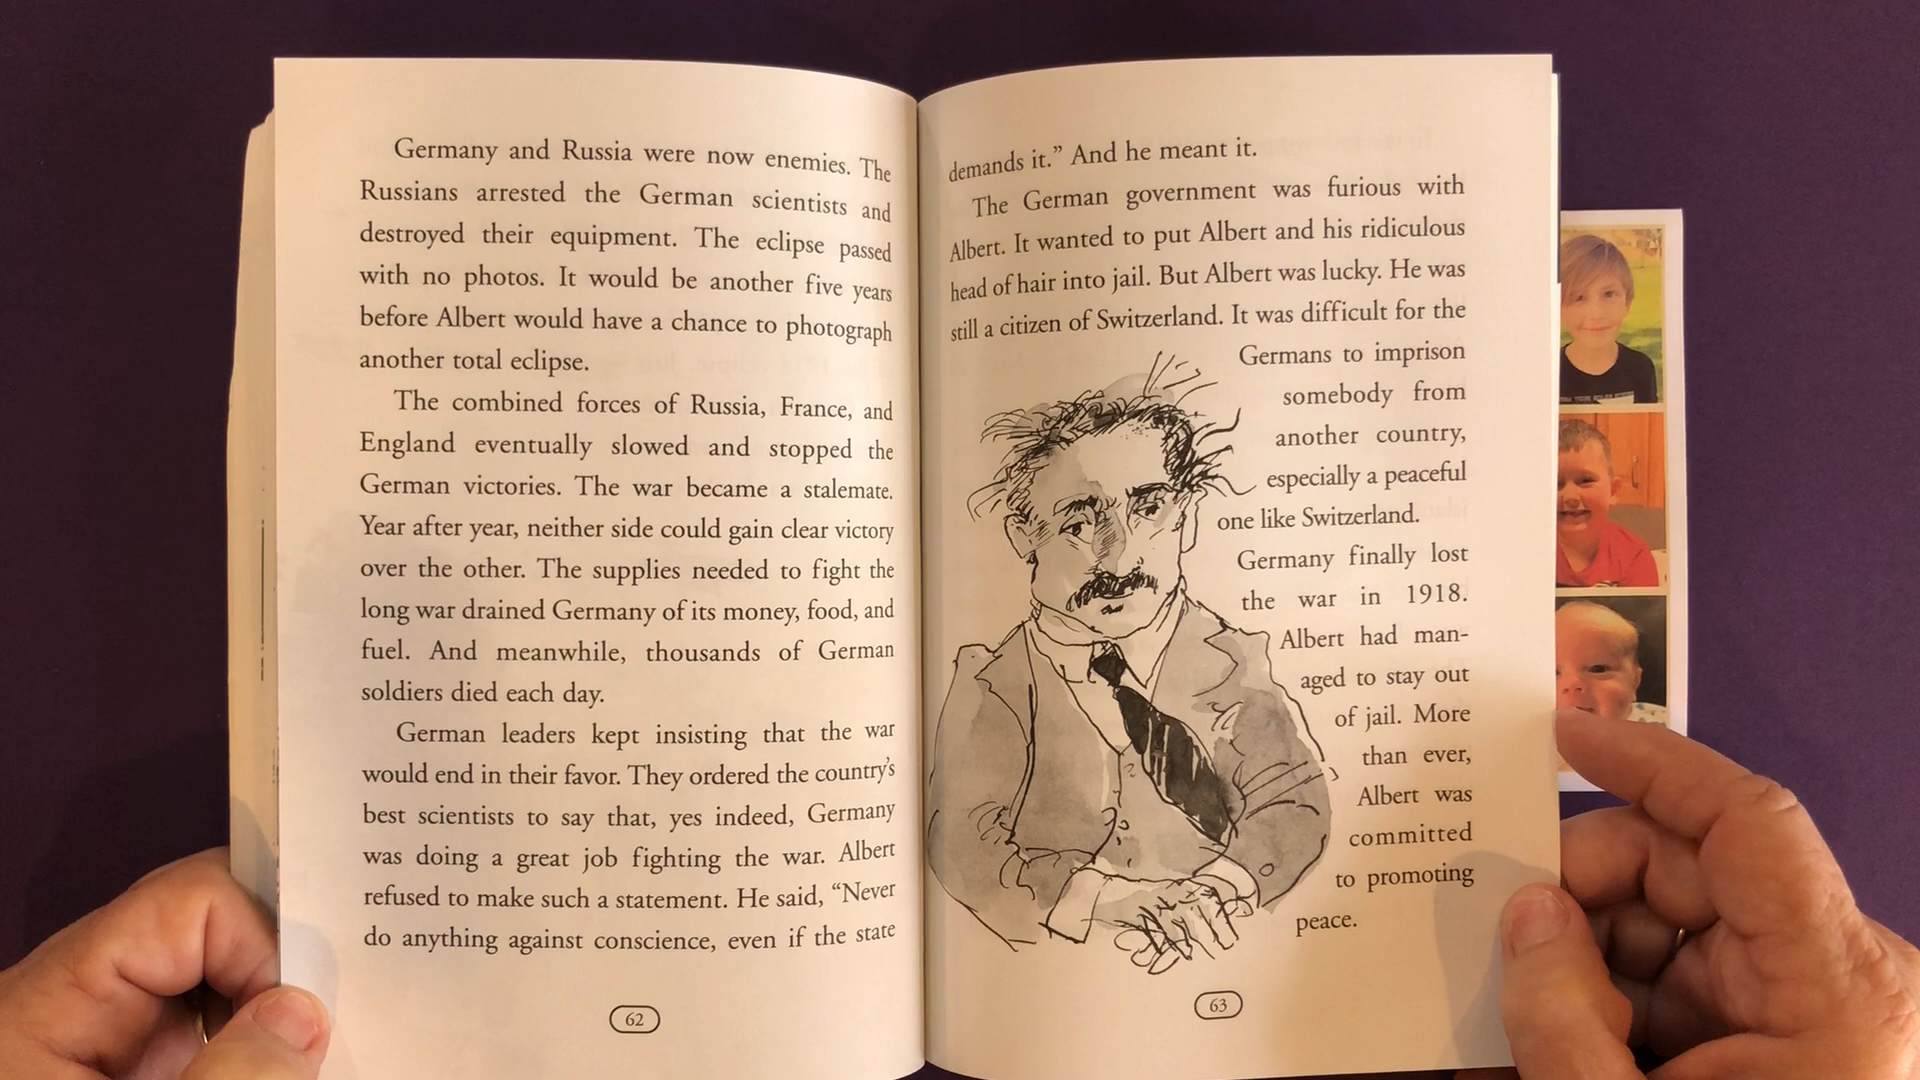 Germany and Russia were now enemies. The
Russians arrested the German scientists and
destroyed their equipment. The eclipse passed
with no photos. It would be another five years
before Albert would have a chance to photograph
another total eclipse.
The combined forces of Russia, France, and
England eventually slowed and stopped the
German victories. The war became a stalemate.
Year after year, neither side could gain clear victory
over the other. The supplies needed to fight the
long war drained Germany of its money, food, and
fuel. And meanwhile, thousands of German
soldiers died each day.
German leaders kept insisting that the war
would end in their favor. They ordered the country’s
best scientists to say that, yes indeed, Germany
was doing a great job fighting the war. Albert
refused to make such a statement. He said, “Never
do anything against conscience, even if the state
62
demands it.” And he meant it.
The German government was furious with
Albert. It wanted to put Albert and his ridiculous
head of hair into jail. But Albert was lucky. He was
still a citizen of Switzerland. It was difficult for the
Germans to imprison
somebody from
another country,
especially a peaceful
one like Switzerland.
Germany finally lost
the war in 1918.
Albert had man-
aged to stay out
of jail. More
than ever,
Albert was
committed
to promoting
peace.
63